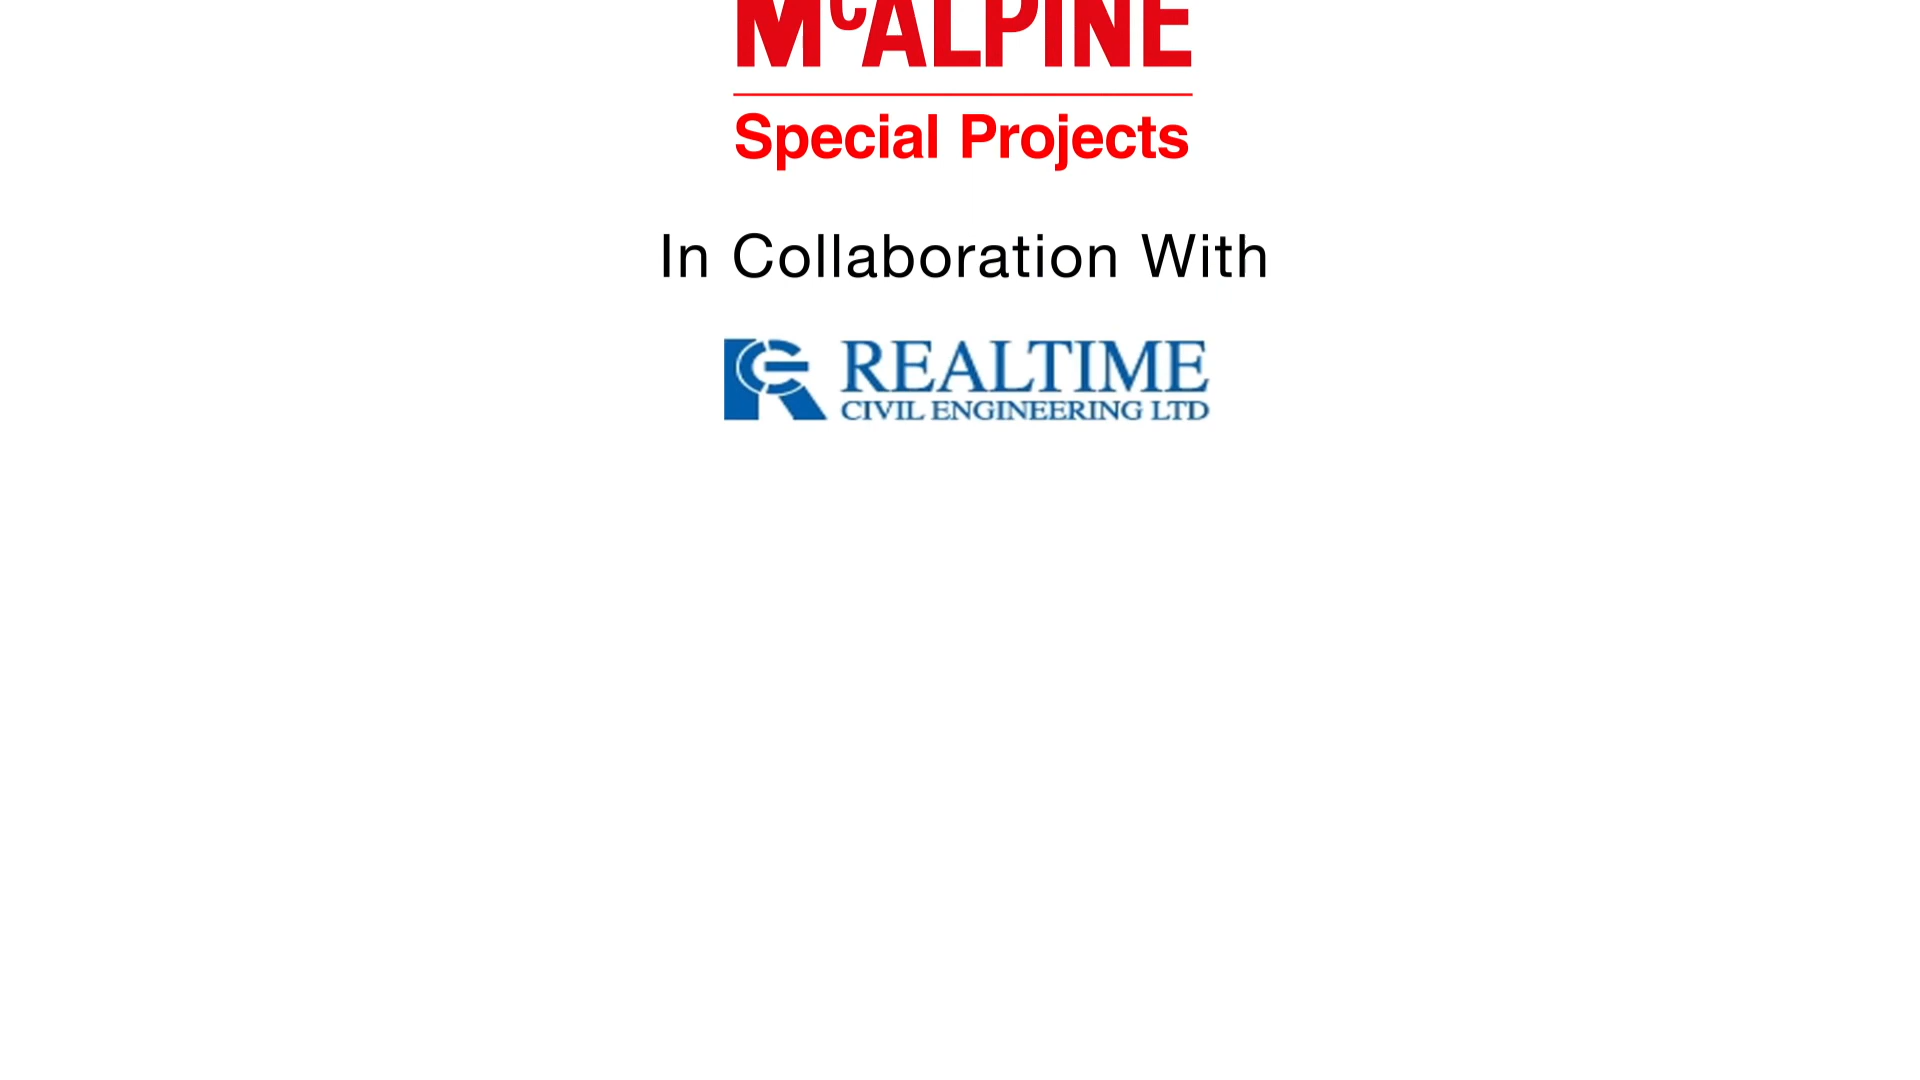 McALPINE
Special Projects
In Collaboration With
REALTIME
CIVIL ENGINEERING LTD